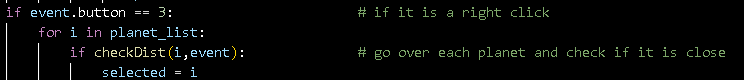 if event.button == 3: # if it is a right click
for i in planet_list:
if checkDist(i,event): # go over each planet and check if it is close
selected = i